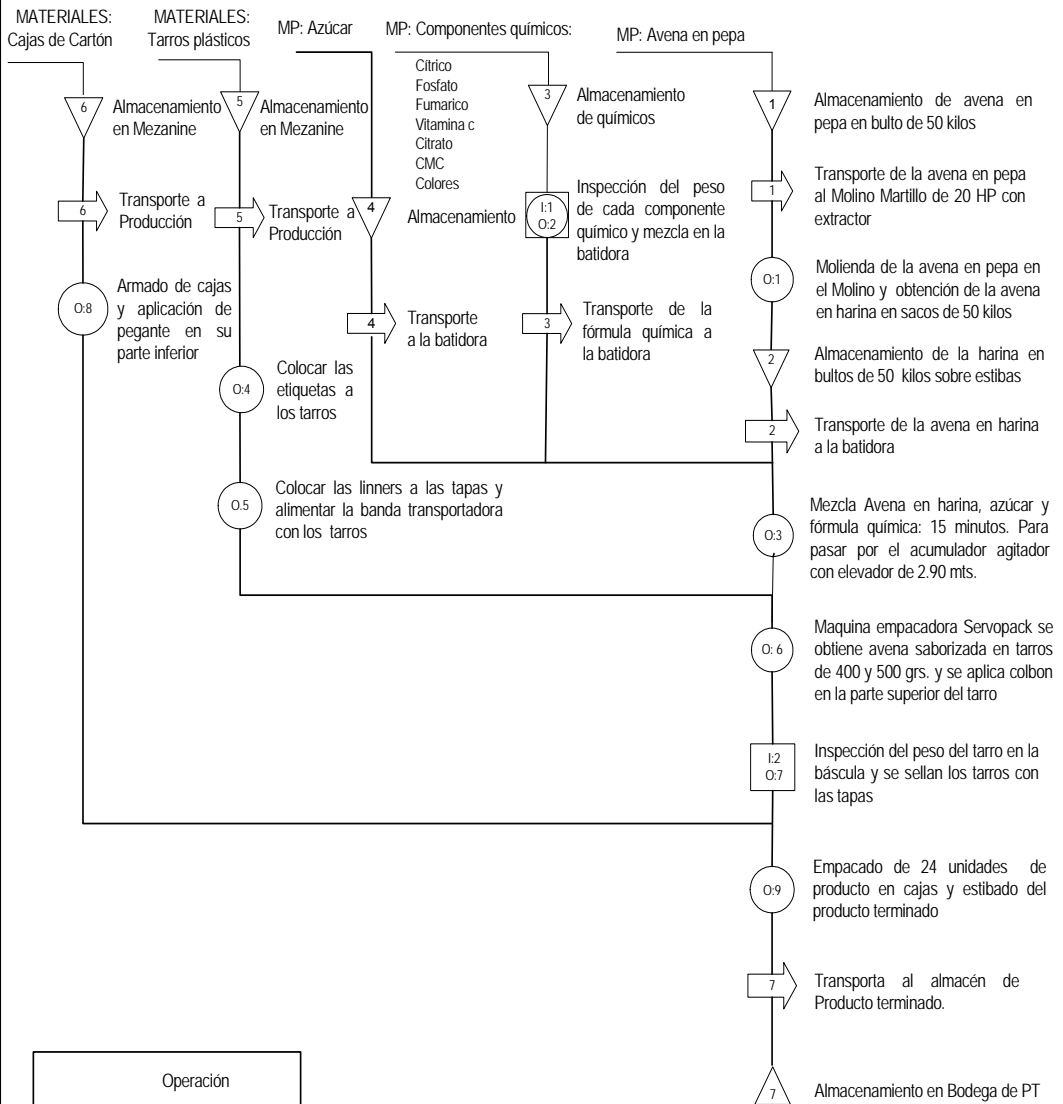 MATERIALES:
Cajas de Cartón
MATERIALES:
Tarros plásticos
MP: Azúcar
MP: Componentes químicos:
MP: Avena en pepa
Cítrico
Fosfato
Fumarico
Vitamina c
Citrato
CMC
Colores
6
Almacenamiento
en Mezanine
5
Almacenamiento
en Mezanine
3
Almacenamiento
de químicos
1
Almacenamiento de avena en
pepa en bulto de 50 kilos
6
Transporte a
Producción
5
Transporte a
Producción
4
Almacenamiento
I:1
O:2
Inspección del peso
de cada componente
químico y mezcla en la
batidora
1
Transporte de la avena en pepa
al Molino Martillo de 20 HP con
extractor
O:1
Molienda de la avena en pepa en
el Molino y obtención de la avena
en harina en sacos de 50 kilos
O:8
Armado de cajas
y aplicación de
pegante en su
parte inferior
4
Transporte
a la batidora
3
Transporte de la
fórmula química a
la batidora
2
Almacenamiento de la harina en
bultos de 50 kilos sobre estibas
O:4
Colocar las
etiquetas a
los tarros
2
Transporte de la avena en harina
a la batidora
O.5
Colocar las linners a las tapas y
alimentar la banda transportadora
con los tarros
O:3
Mezcla Avena en harina, azúcar y
fórmula química: 15 minutos. Para
pasar por el acumulador agitador
con elevador de 2.90 mts.
O: 6
Maquina empacadora Servopack se
obtiene avena saborizada en tarros
de 400 y 500 grs. y se aplica colbon
en la parte superior del tarro
I:2
O:7
Inspección del peso del tarro en la
báscula y se sellan los tarros con
las tapas
O:9
Empacado de 24 unidades de
producto en cajas y estibado del
producto terminado
7
Transporta al almacén de
Producto terminado.
Operación
7
Almacenamiento en Bodega de PT